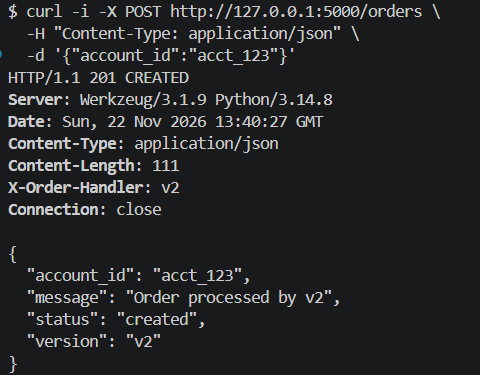 $ curl -i -X POST http://127.0.0.1:5000/orders \
  -H "Content-Type: application/json" \
  -d '{"account_id":"acct_123"}'
HTTP/1.1 201 CREATED
Server: Werkzeug/3.1.9 Python/3.14.8
Date: Sun, 22 Nov 2026 13:40:27 GMT
Content-Type: application/json
Content-Length: 111
X-Order-Handler: v2
Connection: close

{
  "account_id": "acct_123",
  "message": "Order processed by v2",
  "status": "created",
  "version": "v2"
}